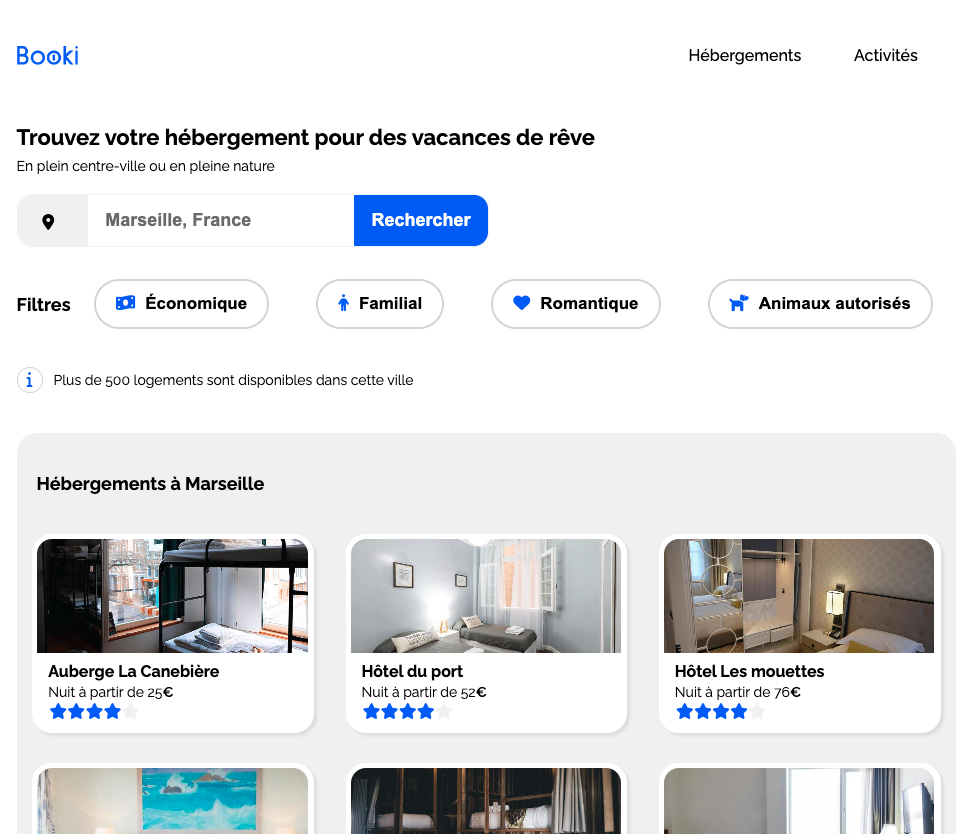 Booki
Hébergements
Activités
Trouvez votre hébergement pour des vacances de rêve
En plein centre-ville ou en pleine nature
Marseille, France
Rechercher
Filtres
Économique
Familial
Romantique
Animaux autorisés
Plus de 500 logements sont disponibles dans cette ville
Hébergements à Marseille
Auberge La Canebière
Nuit à partir de 25€
Hôtel du port
Nuit à partir de 52€
Hôtel Les mouettes
Nuit à partir de 76€